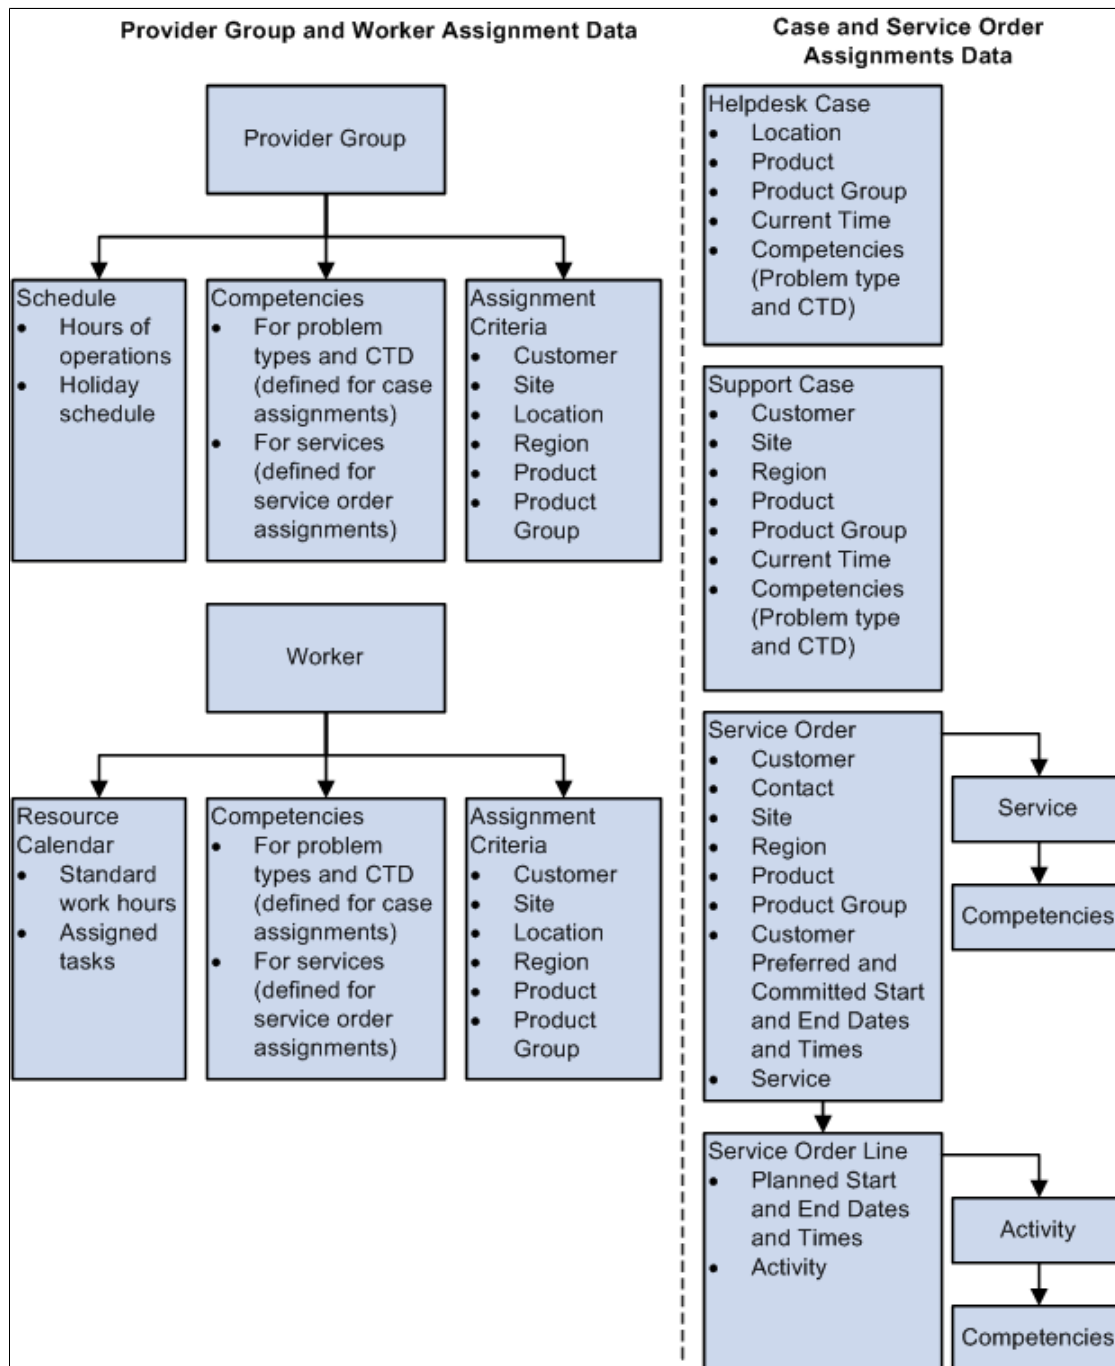 Provider Group and Worker Assignment Data
Case and Service Order
Assignments Data
Provider Group
Schedule
• Hours of
operations
• Holiday
schedule
Competencies
• For problem
types and CTD
(defined for case
assignments)
• For services
(defined for
service order
assignments)
Assignment
Criteria
• Customer
• Site
• Location
• Region
• Product
• Product
Group
Worker
Resource
Calendar
• Standard
work hours
• Assigned
tasks
Competencies
• For problem
types and CTD
(defined for case
assignments)
• For services
(defined for
service order
assignments)
Assignment
Criteria
• Customer
• Site
• Location
• Region
• Product
• Product
Group
Helpdesk Case
• Location
• Product
• Product Group
• Current Time
• Competencies
(Problem type
and CTD)
Support Case
• Customer
• Site
• Region
• Product
• Product Group
• Current Time
• Competencies
(Problem type
and CTD)
Service Order
• Customer
• Contact
• Site
• Region
• Product
• Product Group
• Customer
Preferred and
Committed Start
and End Dates
and Times
• Service
Service
Competencies
Service Order Line
• Planned Start
and End Dates
and Times
• Activity
Activity
Competencies